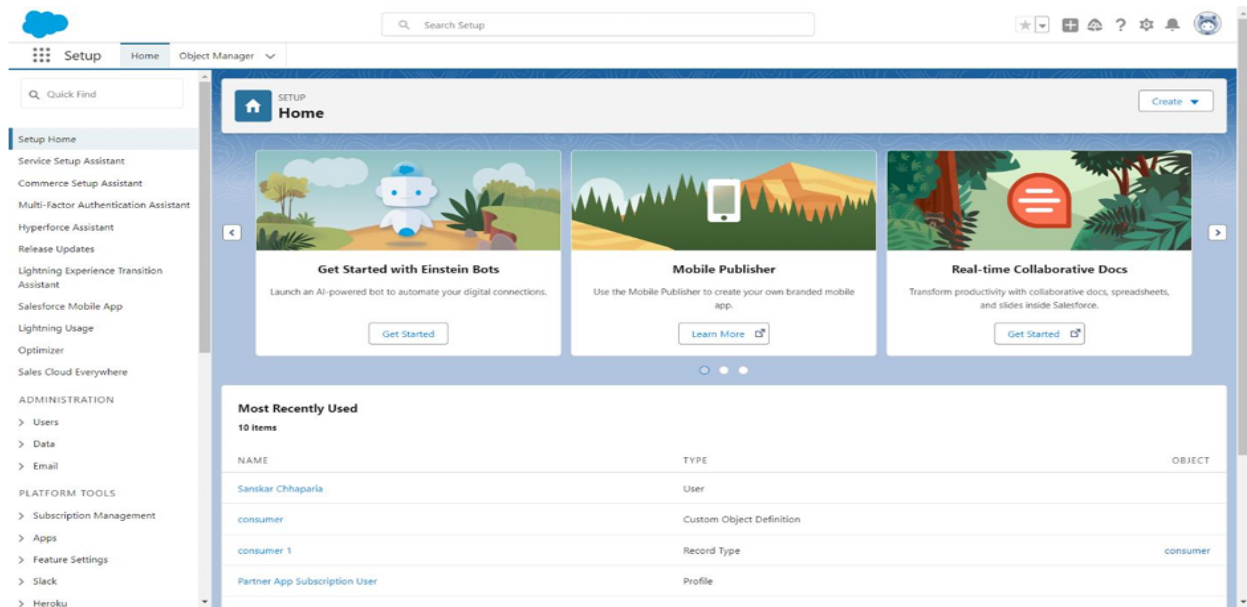 Search Setup
Setup
Home
Object Manager
Quick Find
Setup Home
Service Setup Assistant
Commerce Setup Assistant
Multi-Factor Authentication Assistant
Hyperforce Assistant
Release Updates
Lightning Experience Transition
Assistant
Salesforce Mobile App
Lightning Usage
Optimizer
Sales Cloud Everywhere
ADMINISTRATION
Users
Data
Email
PLATFORM TOOLS
Subscription Management
Apps
Feature Settings
Slack
Heroku
SETUP
Home
Create
Get Started with Einstein Bots
Launch an AI-powered bot to automate your digital connections.
Get Started
Mobile Publisher
Use the Mobile Publisher to create your own branded mobile
app.
Learn More
Real-time Collaborative Docs
Transform productivity with collaborative docs, spreadsheets,
and slides inside Salesforce.
Get Started
Most Recently Used
10 items
NAME TYPE OBJECT
Sanskar Chhaparia User
consumer Custom Object Definition
consumer 1 Record Type consumer
Partner App Subscription User Profile